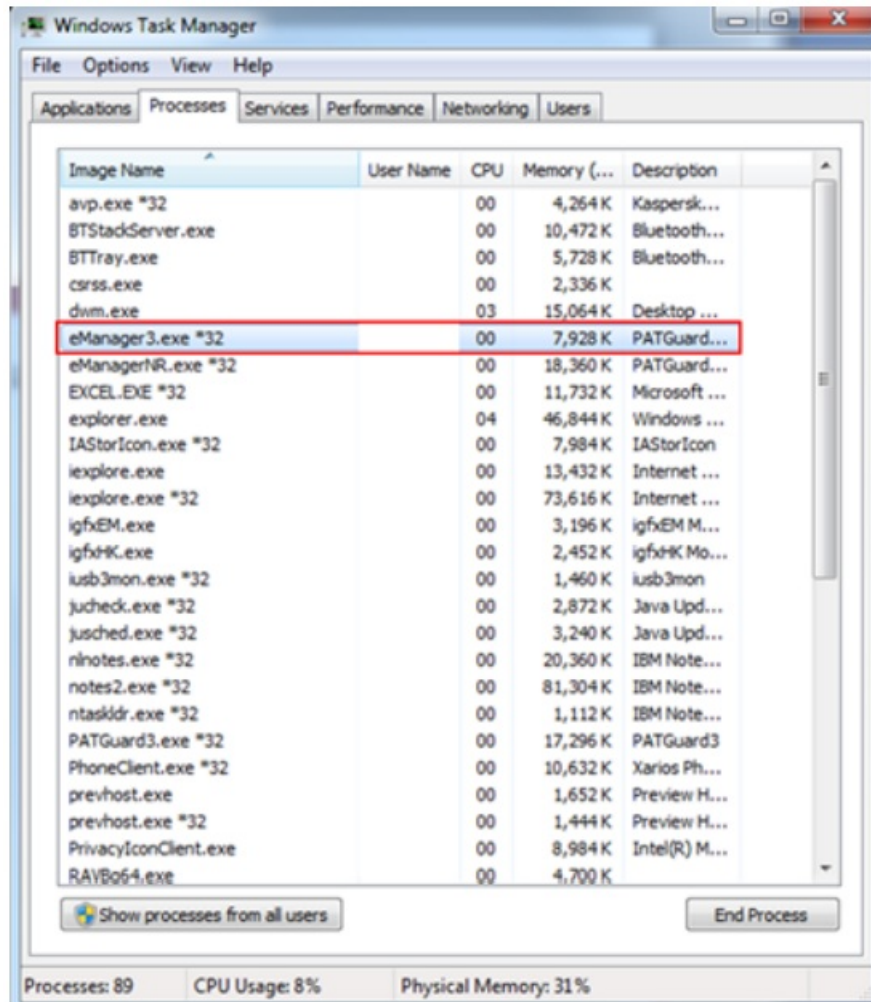 Windows Task Manager
File Options View Help
Applications Processes Services Performance Networking Users
Image Name User Name CPU Memory (... Description
avp.exe *32 00 4,264 K Kaspersk...
BTStackServer.exe 00 10,472 K Bluetooth...
BTTray.exe 00 5,728 K Bluetooth...
csrss.exe 00 2,336 K
dwm.exe 03 15,064 K Desktop ...
eManager3.exe *32 00 7,928 K PATGuard...
eManagerNR.exe *32 00 18,360 K PATGuard...
EXCEL.EXE *32 00 11,732 K Microsoft ...
explorer.exe 04 46,844 K Windows ...
IAStorIcon.exe *32 00 7,984 K IAStorIcon
iexplore.exe 00 13,432 K Internet ...
iexplore.exe *32 00 73,616 K Internet ...
igfxEM.exe 00 3,196 K igfxEM M...
igfxHK.exe 00 2,452 K igfxHK Mo...
iusb3mon.exe *32 00 1,460 K iusb3mon
jucheck.exe *32 00 2,872 K Java Upd...
jusched.exe *32 00 3,240 K Java Upd...
nlnotes.exe *32 00 20,360 K IBM Note...
notes2.exe *32 00 81,304 K IBM Note...
ntaskldr.exe *32 00 1,112 K IBM Note...
PATGuard3.exe *32 00 17,296 K PATGuard3
PhoneClient.exe *32 00 10,632 K Xarios Ph...
prevhost.exe 00 1,652 K Preview H...
prevhost.exe *32 00 1,444 K Preview H...
PrivacyIconClient.exe 00 8,984 K Intel(R) M...
RAVBg64.exe 00 4,700 K
Show processes from all users End Process
Processes: 89 CPU Usage: 8% Physical Memory: 31%